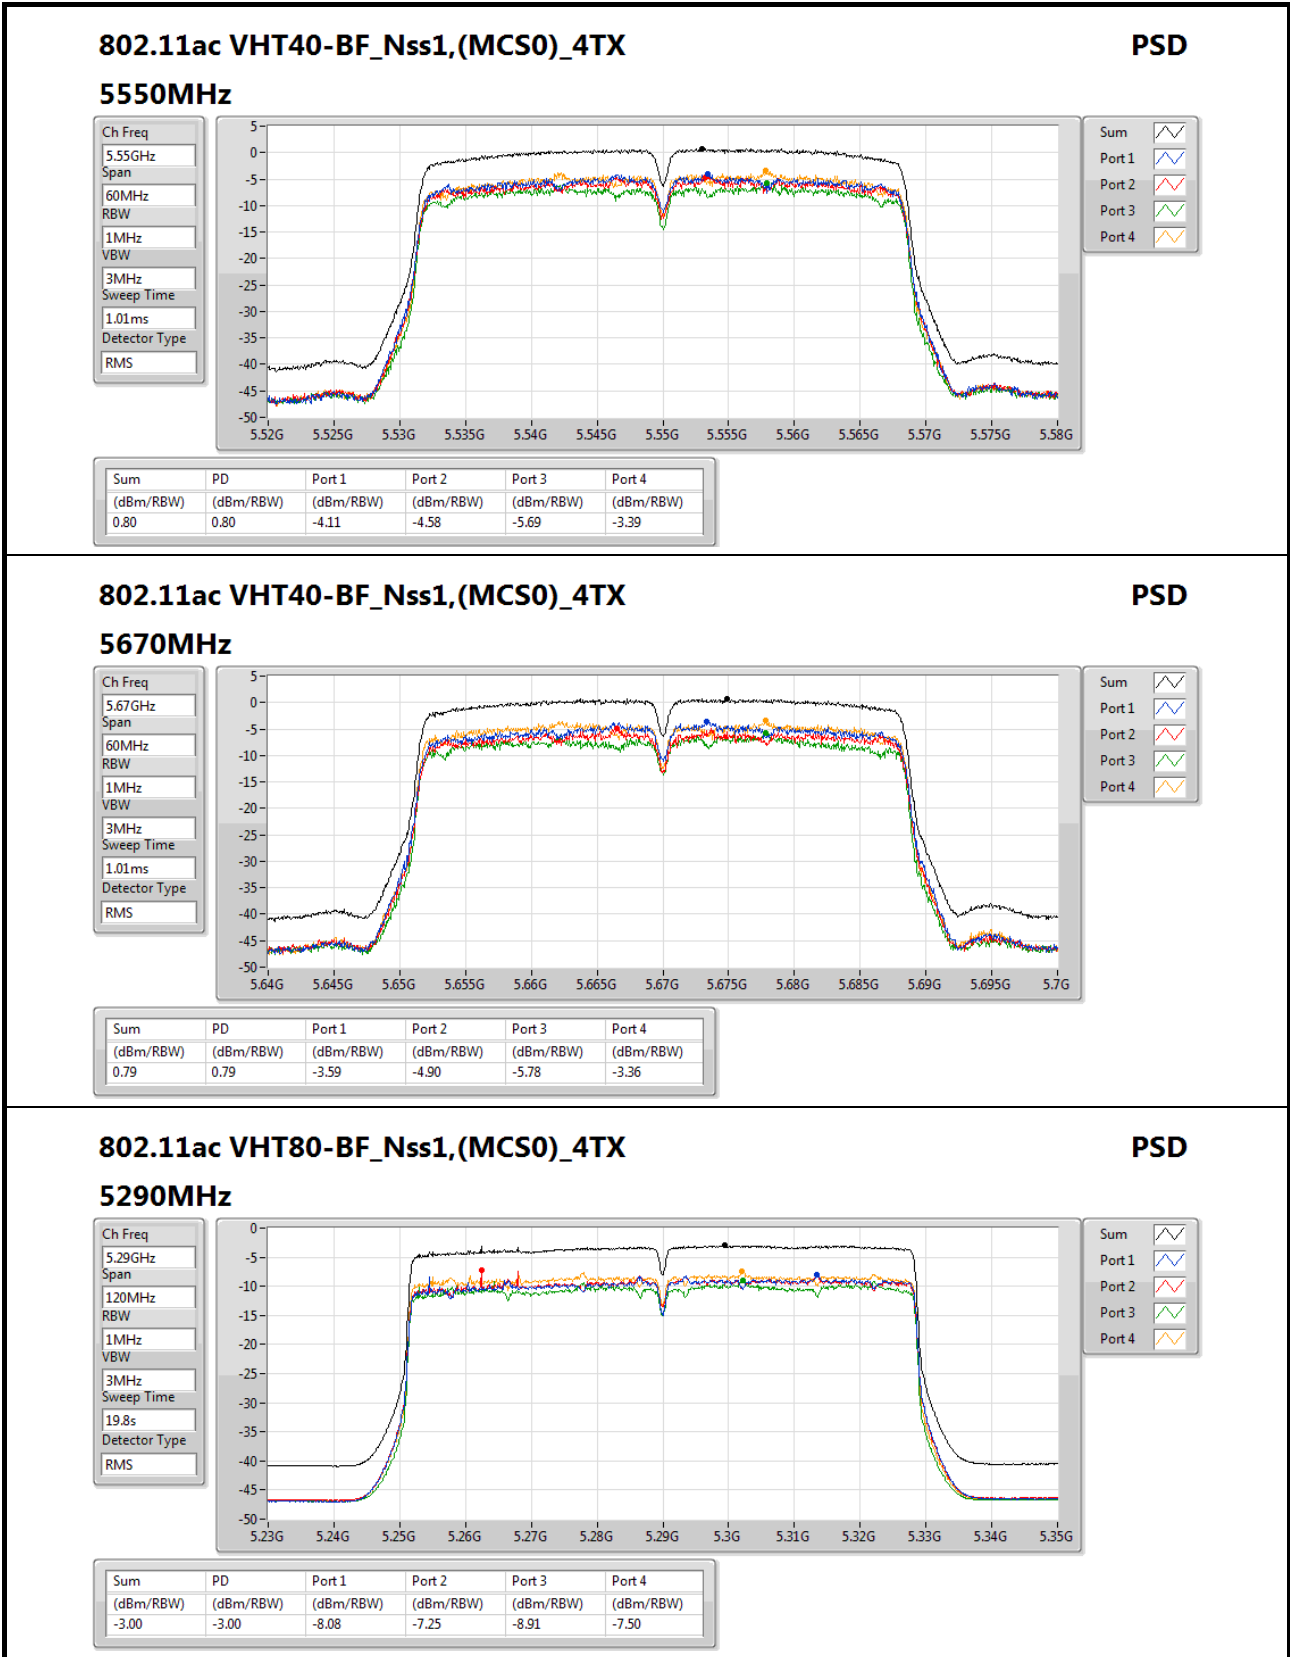 802.11ac VHT40-BF_Nss1,(MCS0)_4TX PSD
5550MHz
Ch Freq
5.55GHz
Span
60MHz
RBW
1MHz
VBW
3MHz
Sweep Time
1.01ms
Detector Type
RMS
5
0
-5
-10
-15
-20
-25
-30
-35
-40
-45
-50
5.52G 5.525G 5.53G 5.535G 5.54G 5.545G 5.55G 5.555G 5.56G 5.565G 5.57G 5.575G 5.58G
Sum
Port 1
Port 2
Port 3
Port 4
Sum PD Port 1 Port 2 Port 3 Port 4
(dBm/RBW) (dBm/RBW) (dBm/RBW) (dBm/RBW) (dBm/RBW) (dBm/RBW)
0.80 0.80 -4.11 -4.58 -5.69 -3.39
802.11ac VHT40-BF_Nss1,(MCS0)_4TX PSD
5670MHz
Ch Freq
5.67GHz
Span
60MHz
RBW
1MHz
VBW
3MHz
Sweep Time
1.01ms
Detector Type
RMS
5
0
-5
-10
-15
-20
-25
-30
-35
-40
-45
-50
5.64G 5.645G 5.65G 5.655G 5.66G 5.665G 5.67G 5.675G 5.68G 5.685G 5.69G 5.695G 5.7G
Sum
Port 1
Port 2
Port 3
Port 4
Sum PD Port 1 Port 2 Port 3 Port 4
(dBm/RBW) (dBm/RBW) (dBm/RBW) (dBm/RBW) (dBm/RBW) (dBm/RBW)
0.79 0.79 -3.59 -4.90 -5.78 -3.36
802.11ac VHT80-BF_Nss1,(MCS0)_4TX PSD
5290MHz
Ch Freq
5.29GHz
Span
120MHz
RBW
1MHz
VBW
3MHz
Sweep Time
19.8s
Detector Type
RMS
0
-5
-10
-15
-20
-25
-30
-35
-40
-45
-50
5.23G 5.24G 5.25G 5.26G 5.27G 5.28G 5.29G 5.3G 5.31G 5.32G 5.33G 5.34G 5.35G
Sum
Port 1
Port 2
Port 3
Port 4
Sum PD Port 1 Port 2 Port 3 Port 4
(dBm/RBW) (dBm/RBW) (dBm/RBW) (dBm/RBW) (dBm/RBW) (dBm/RBW)
-3.00 -3.00 -8.08 -7.25 -8.91 -7.50